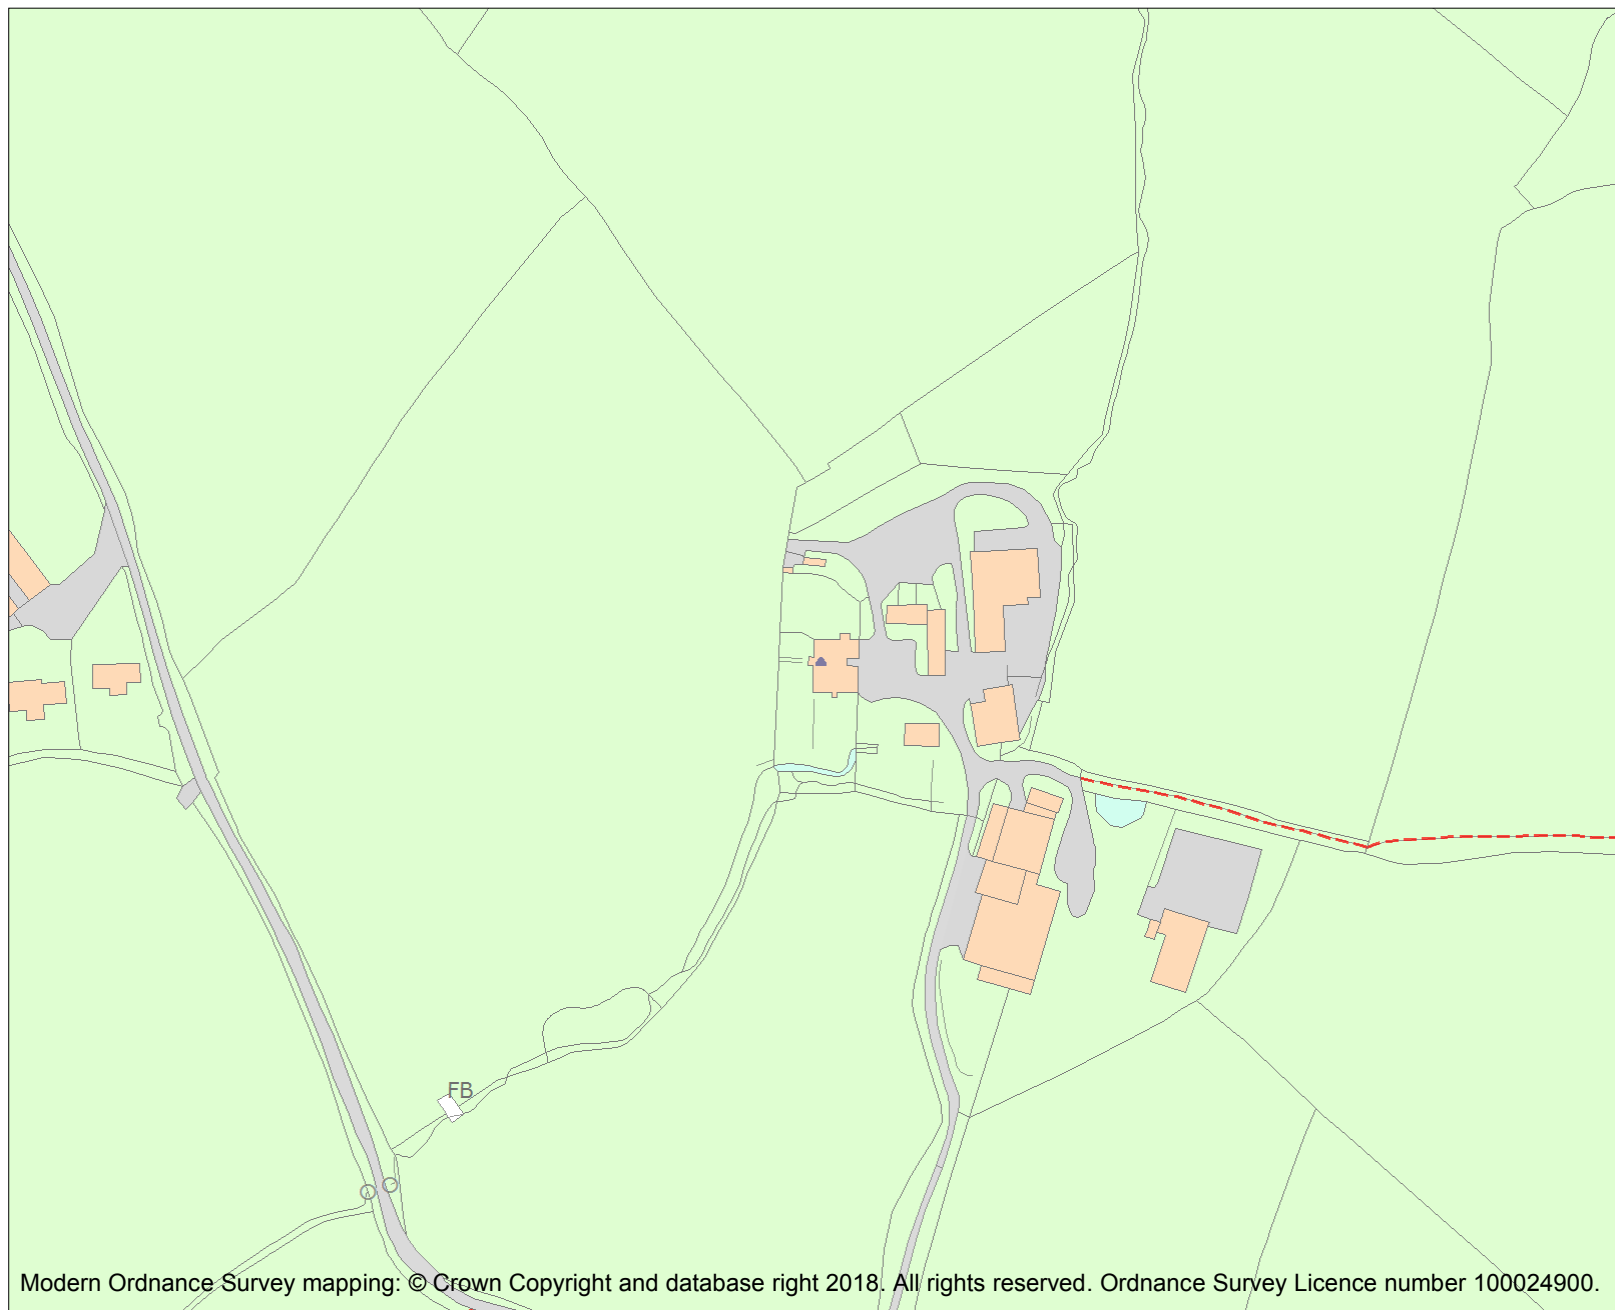 FB
Modern Ordnance Survey mapping: © Crown Copyright and database right 2018. All rights reserved. Ordnance Survey Licence number 100024900.